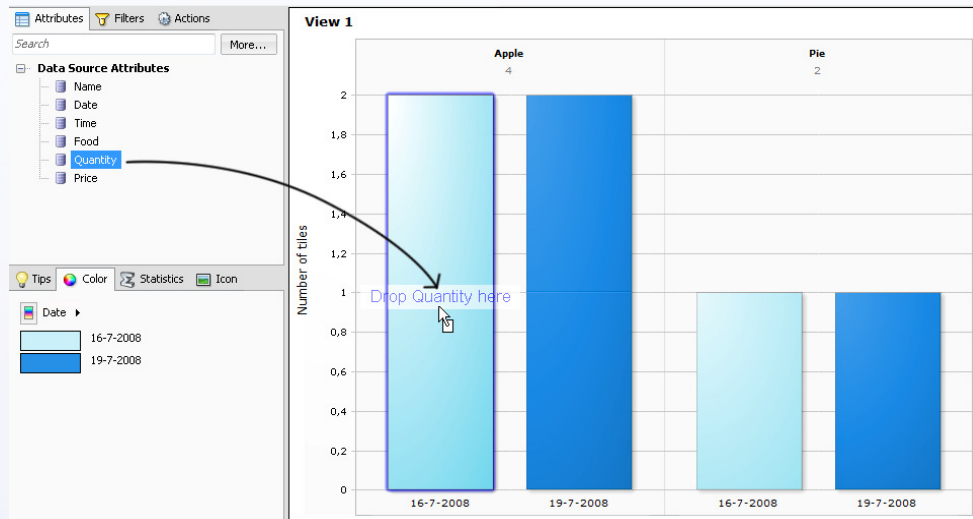 Attributes Filters Actions
Search More...
Data Source Attributes
Name
Date
Time
Food
Quantity
Price
Tips Color Statistics Icon
Date
16-7-2008
19-7-2008
View 1
Apple Pie
4 2
Number of tiles
2
1,8
1,6
1,4
1,2
1
0,8
0,6
0,4
0,2
0
Drop Quantity here
16-7-2008 19-7-2008 16-7-2008 19-7-2008